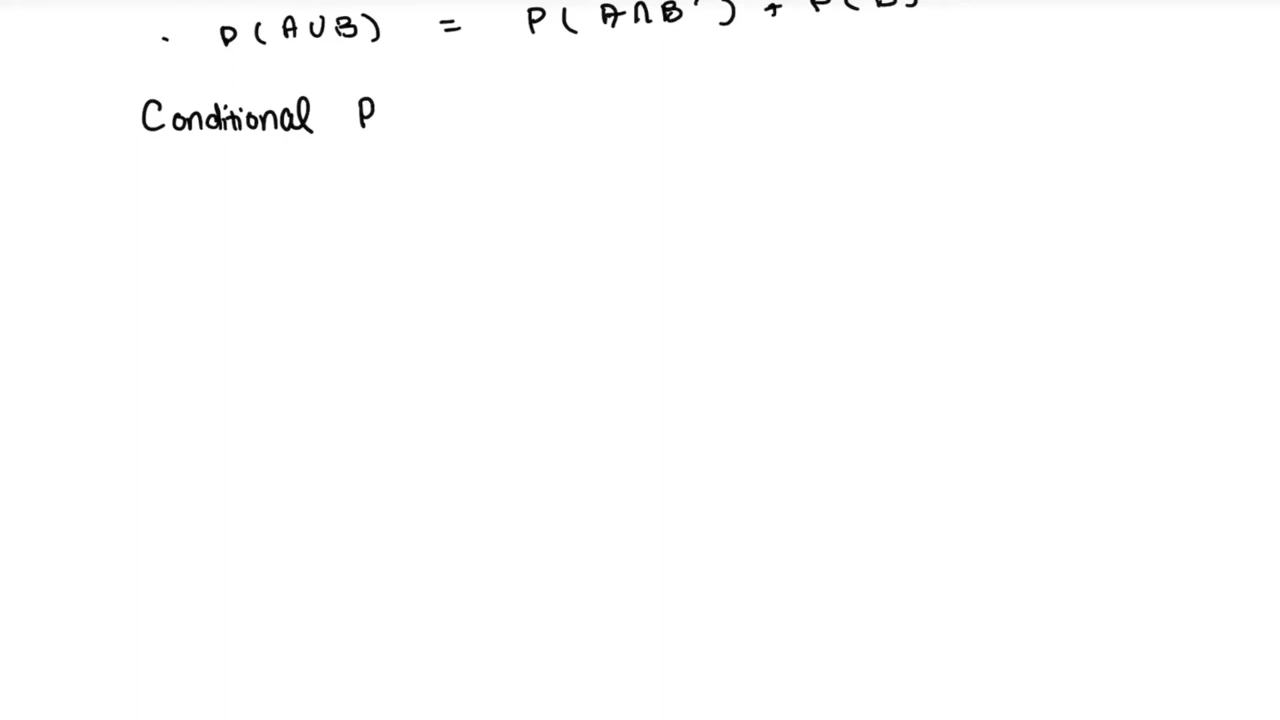 . P(A∪B) = P(A∩B') + P(B)
Conditional P